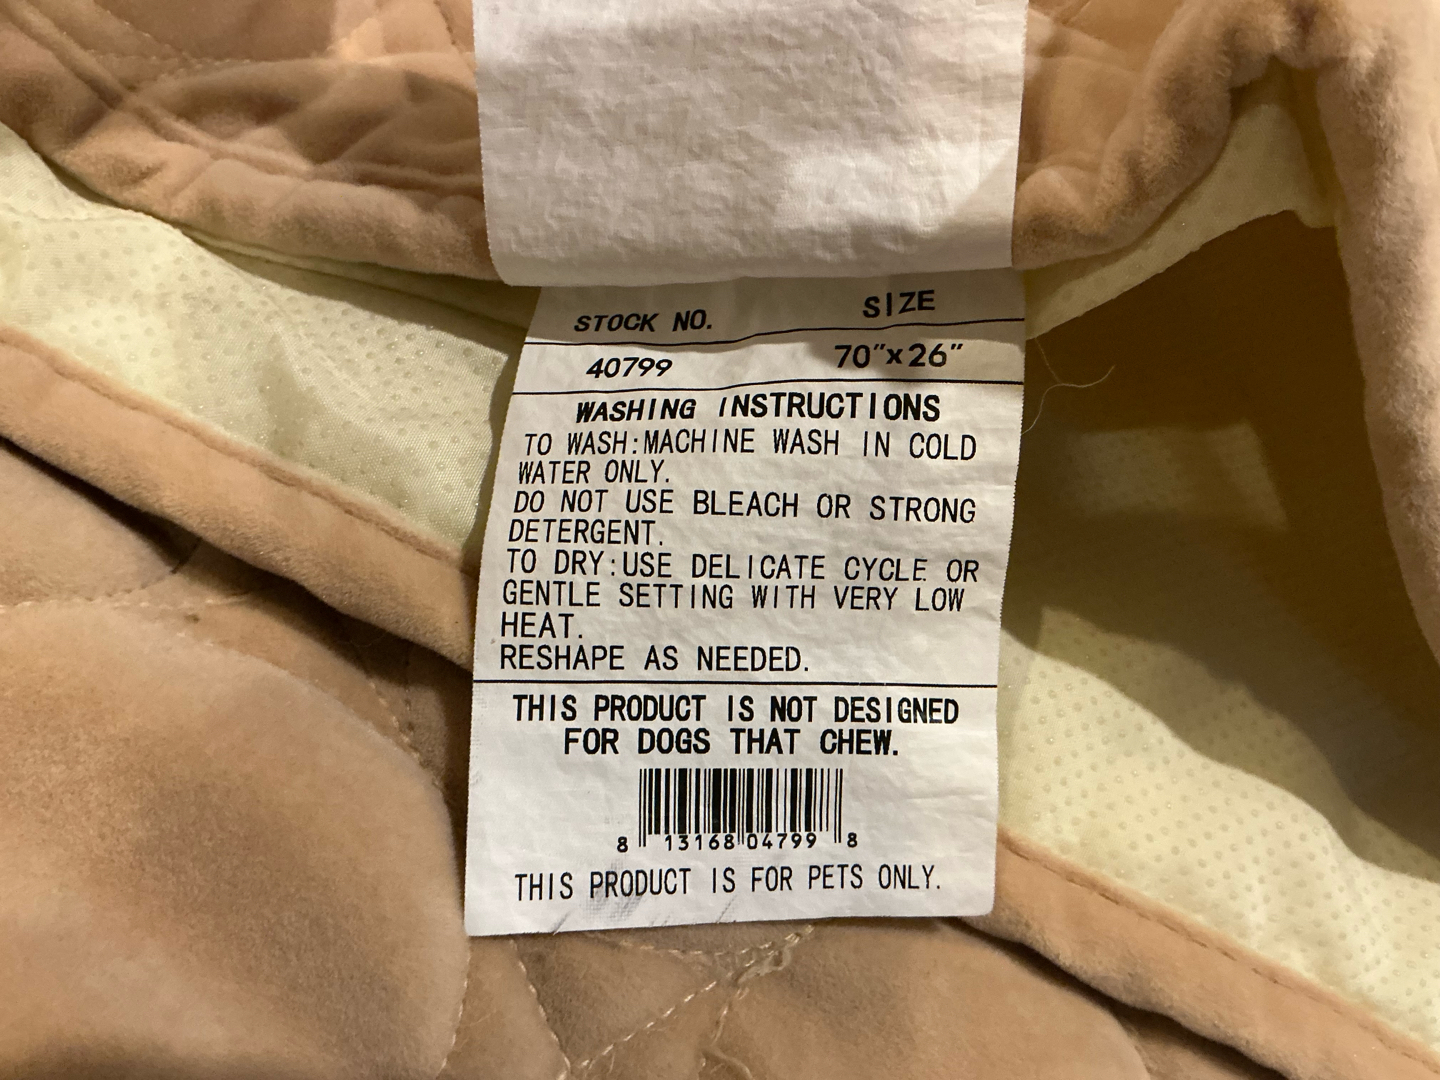 STOCK NO. SIZE
40799 70"x26"
WASHING INSTRUCTIONS
TO WASH:MACHINE WASH IN COLD
WATER ONLY.
DO NOT USE BLEACH OR STRONG
DETERGENT.
TO DRY:USE DELICATE CYCLE OR
GENTLE SETTING WITH VERY LOW
HEAT.
RESHAPE AS NEEDED.
THIS PRODUCT IS NOT DESIGNED
FOR DOGS THAT CHEW.
8 13168 04799 8
THIS PRODUCT IS FOR PETS ONLY.